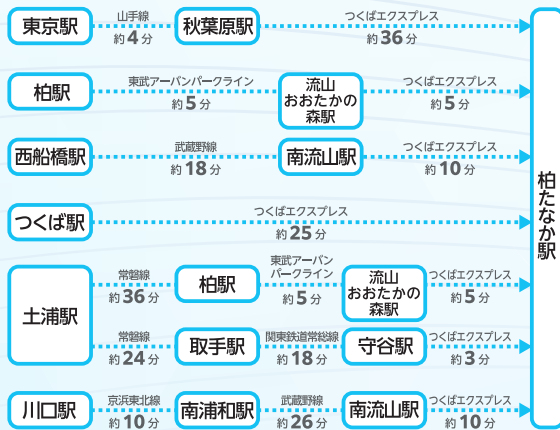 東京駅
山手線
約4分
秋葉原駅
つくばエクスプレス
約36分
柏駅
東武アーバンパークライン
約5分
流山
おおたかの
森駅
つくばエクスプレス
約5分
西船橋駅
武蔵野線
約18分
南流山駅
つくばエクスプレス
約10分
つくば駅
つくばエクスプレス
約25分
土浦駅
常磐線
約36分
柏駅
東武アーバン
パークライン
約5分
流山
おおたかの
森駅
つくばエクスプレス
約5分
常磐線
約24分
取手駅
関東鉄道常総線
約18分
守谷駅
つくばエクスプレス
約3分
川口駅
京浜東北線
約10分
南浦和駅
武蔵野線
約26分
南流山駅
つくばエクスプレス
約10分
柏たなか駅